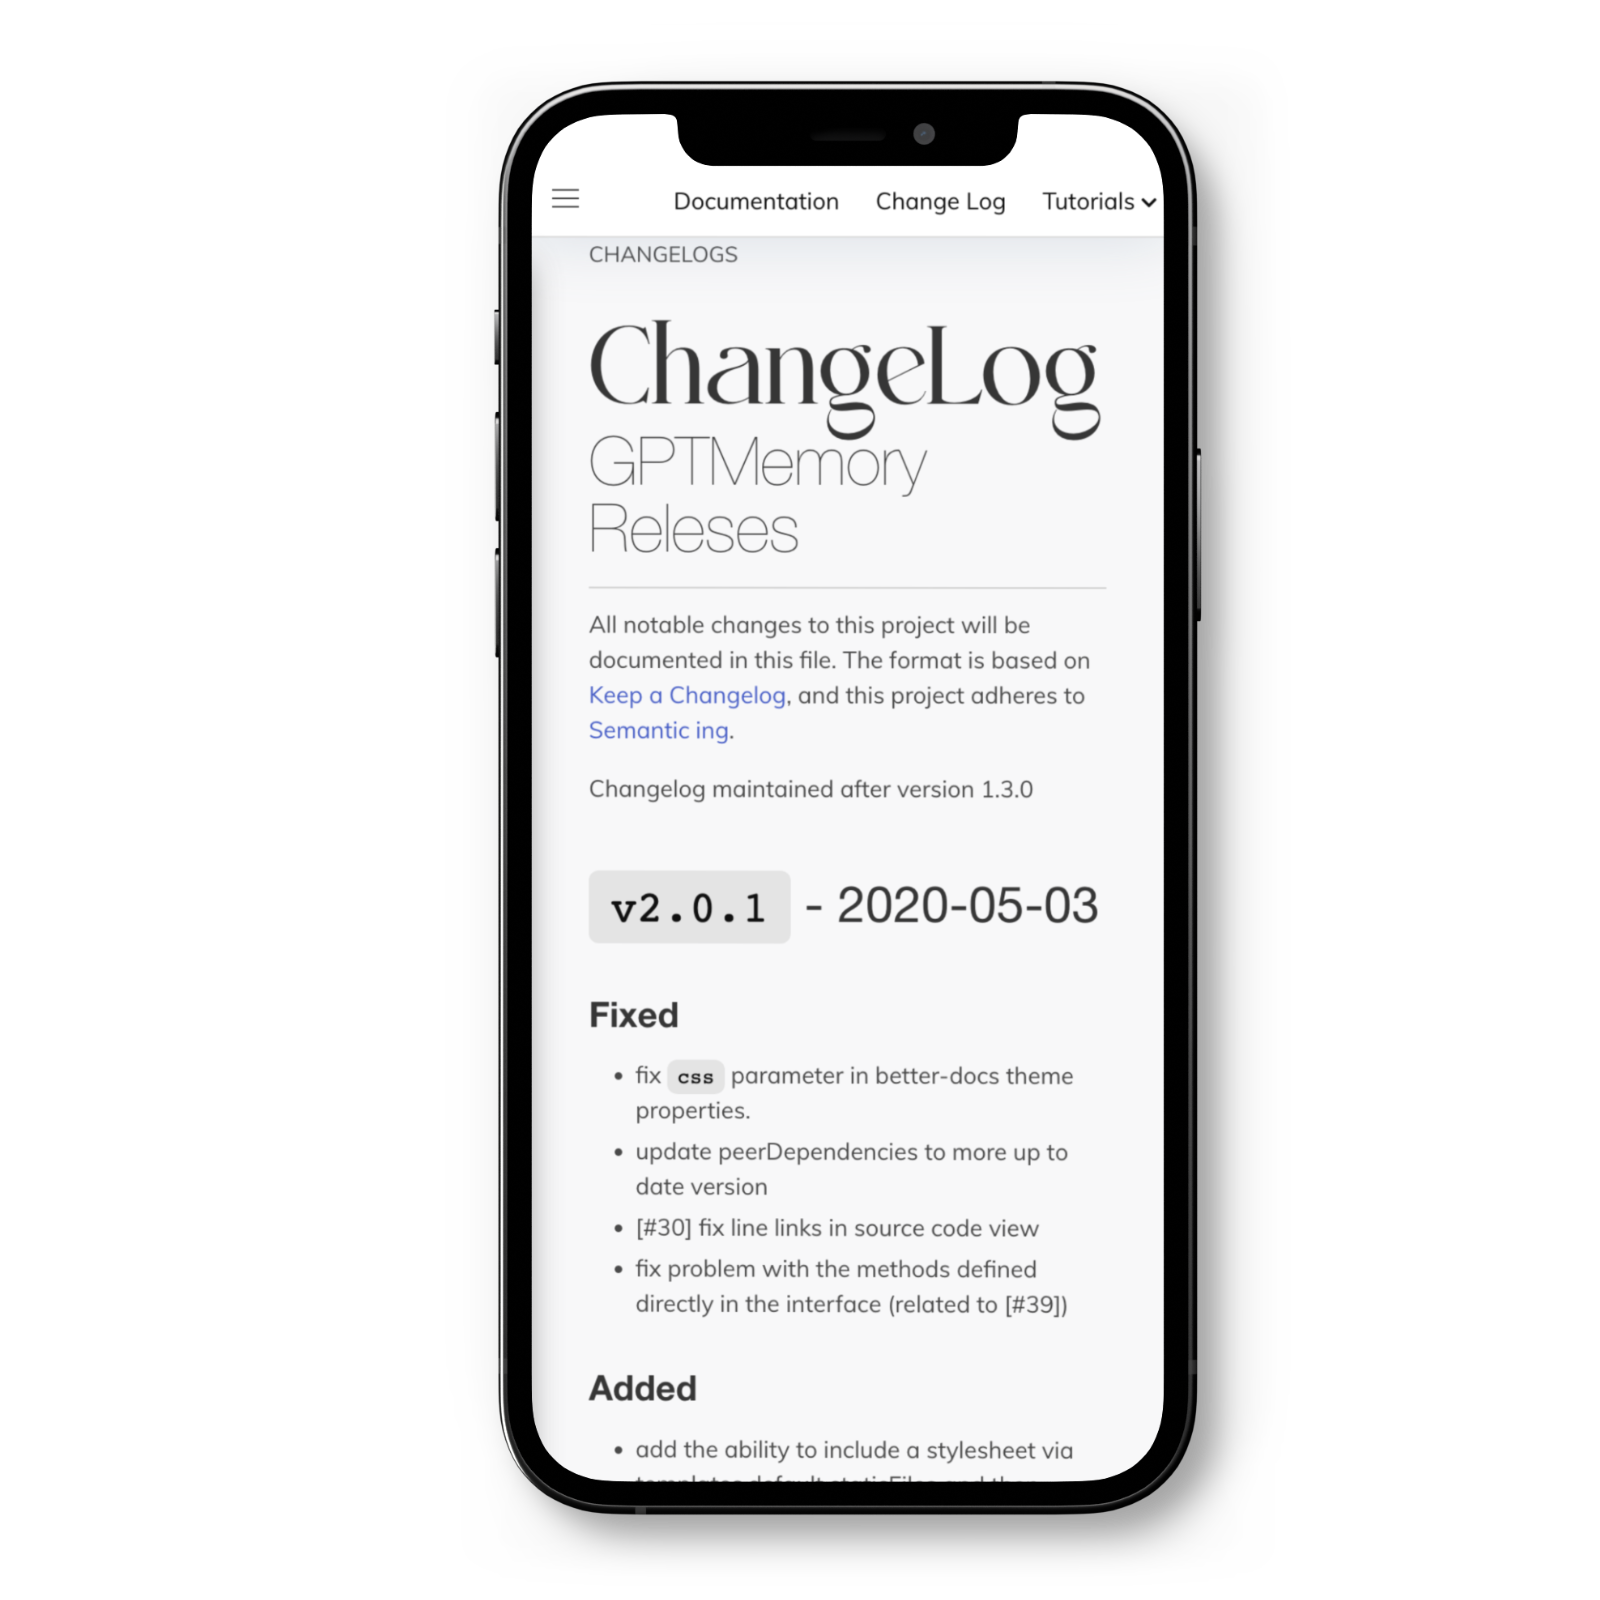 Documentation Change Log Tutorials
CHANGELOGS
ChangeLog
GPTMemory
Releses
All notable changes to this project will be
documented in this file. The format is based on
Keep a Changelog, and this project adheres to
Semantic ing.
Changelog maintained after version 1.3.0
v2.0.1 - 2020-05-03
Fixed
• fix css parameter in better-docs theme
properties.
• update peerDependencies to more up to
date version
• [#30] fix line links in source code view
• fix problem with the methods defined
directly in the interface (related to [#39])
Added
• add the ability to include a stylesheet via
templates.default.staticFiles and